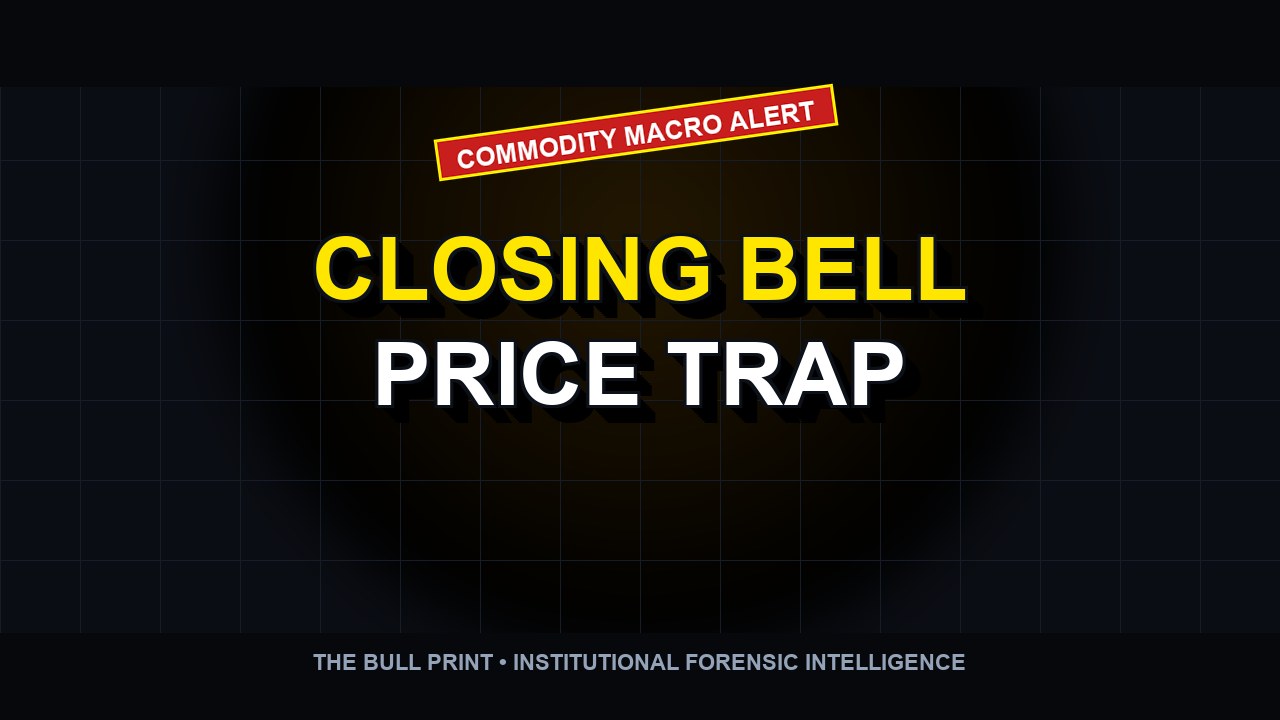 COMMODITY MACRO ALERT
CLOSING BELL
PRICE TRAP
THE BULL PRINT • INSTITUTIONAL FORENSIC INTELLIGENCE